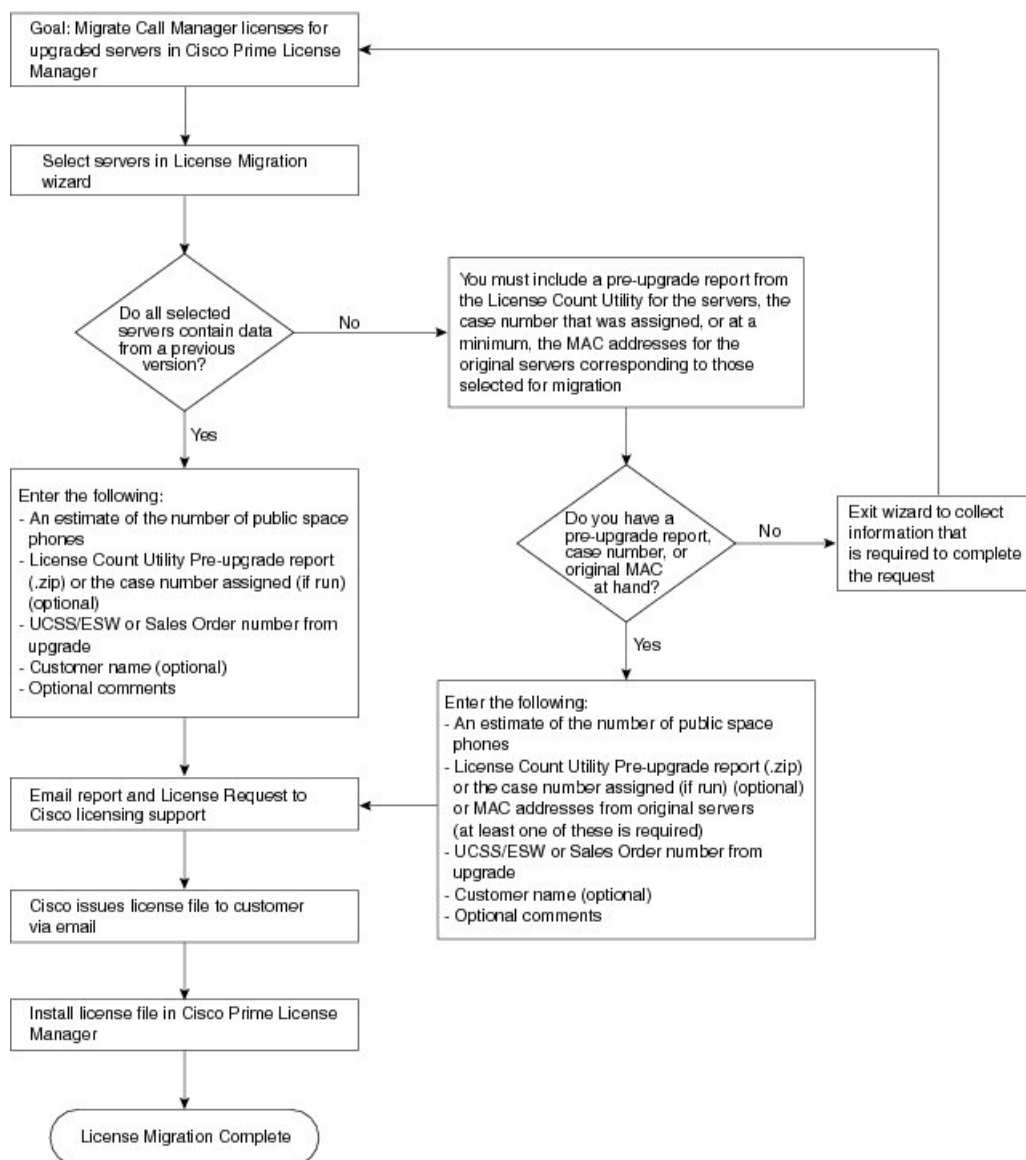 Goal: Migrate Call Manager licenses for
upgraded servers in Cisco Prime License
Manager
Select servers in License Migration
wizard
Do all selected
servers contain data
from a previous
version?
No
You must include a pre-upgrade report from
the License Count Utility for the servers, the
case number that was assigned, or at a
minimum, the MAC addresses for the
original servers corresponding to those
selected for migration
Yes
Enter the following:
- An estimate of the number of public space
phones
- License Count Utility Pre-upgrade report
(.zip) or the case number assigned (if run)
(optional)
- UCSS/ESW or Sales Order number from
upgrade
- Customer name (optional)
- Optional comments
Do you have a
pre-upgrade report,
case number, or
original MAC
at hand?
No
Exit wizard to collect
information that
is required to complete
the request
Yes
Enter the following:
- An estimate of the number of public space
phones
- License Count Utility Pre-upgrade report (.zip)
or the case number assigned (if run) (optional)
or MAC addresses from original servers
(at least one of these is required)
- UCSS/ESW or Sales Order number from
upgrade
- Customer name (optional)
- Optional comments
Email report and License Request to
Cisco licensing support
Cisco issues license file to customer
via email
Install license file in Cisco Prime License
Manager
License Migration Complete